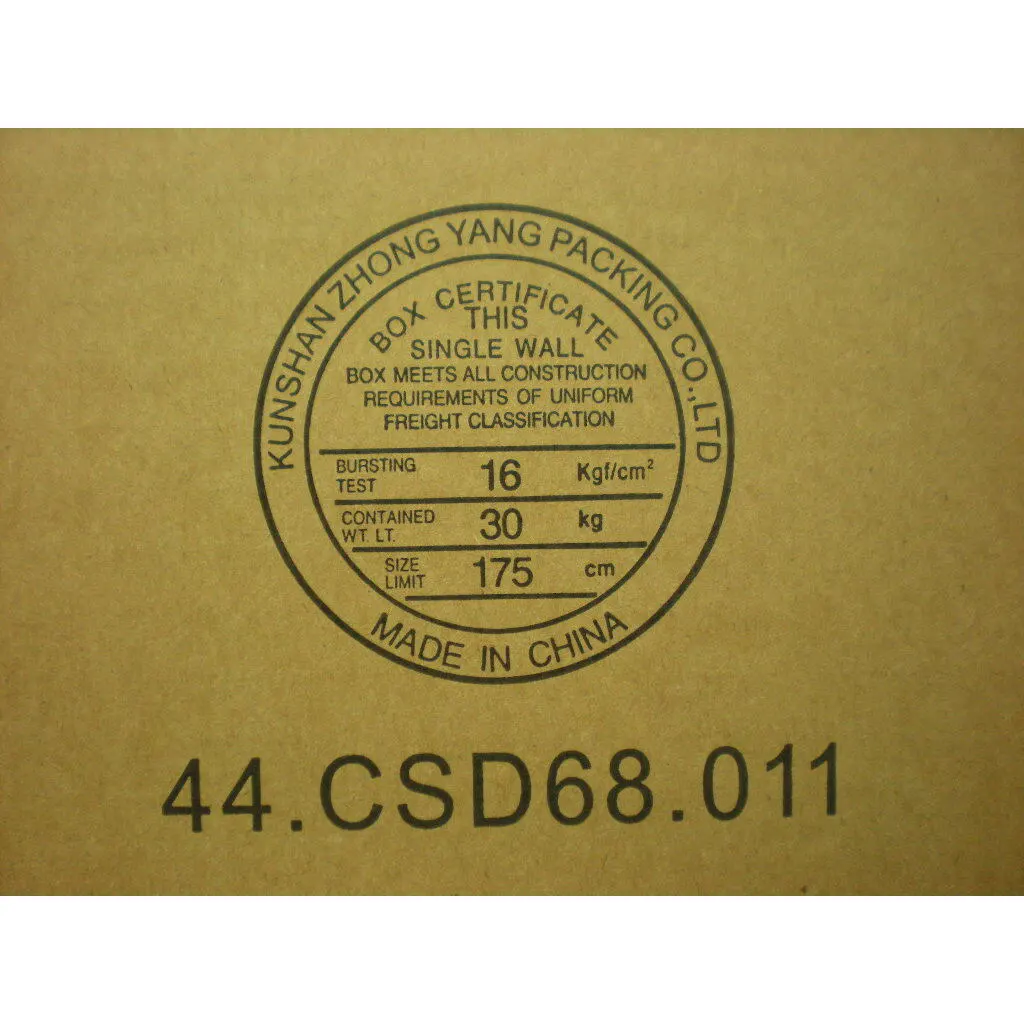 KUNSHAN ZHONG YANG PACKING CO.,LTD
BOX CERTIFICATE
THIS
SINGLE WALL
BOX MEETS ALL CONSTRUCTION
REQUIREMENTS OF UNIFORM
FREIGHT CLASSIFICATION
BURSTING TEST 16 Kgf/cm²
CONTAINED WT. LT. 30 kg
SIZE LIMIT 175 cm
MADE IN CHINA
44.CSD68.011